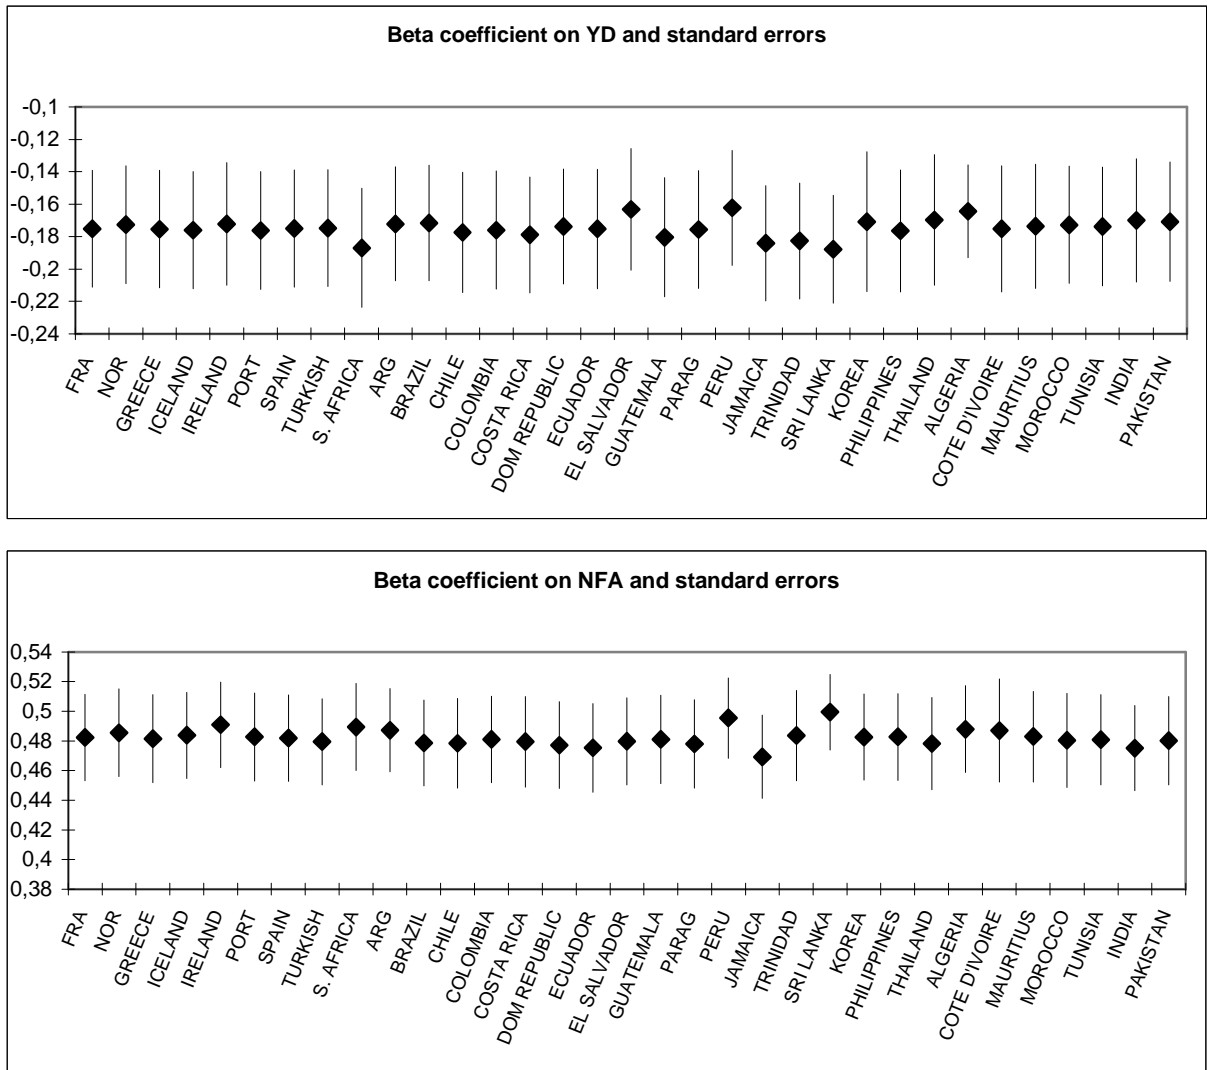 Beta coefficient on YD and standard errors
-0,1
-0,12
-0,14
-0,16
-0,18
-0,2
-0,22
-0,24
FRA
NOR
GREECE
ICELAND
IRELAND
PORT
SPAIN
TURKISH
S. AFRICA
ARG
BRAZIL
CHILE
COLOMBIA
COSTA RICA
DOM REPUBLIC
ECUADOR
EL SALVADOR
GUATEMALA
PARAG
PERU
JAMAICA
TRINIDAD
SRI LANKA
KOREA
PHILIPPINES
THAILAND
ALGERIA
COTE D'IVOIRE
MAURITIUS
MOROCCO
TUNISIA
INDIA
PAKISTAN
Beta coefficient on NFA and standard errors
0,54
0,52
0,5
0,48
0,46
0,44
0,42
0,4
0,38
FRA
NOR
GREECE
ICELAND
IRELAND
PORT
SPAIN
TURKISH
S. AFRICA
ARG
BRAZIL
CHILE
COLOMBIA
COSTA RICA
DOM REPUBLIC
ECUADOR
EL SALVADOR
GUATEMALA
PARAG
PERU
JAMAICA
TRINIDAD
SRI LANKA
KOREA
PHILIPPINES
THAILAND
ALGERIA
COTE D'IVOIRE
MAURITIUS
MOROCCO
TUNISIA
INDIA
PAKISTAN